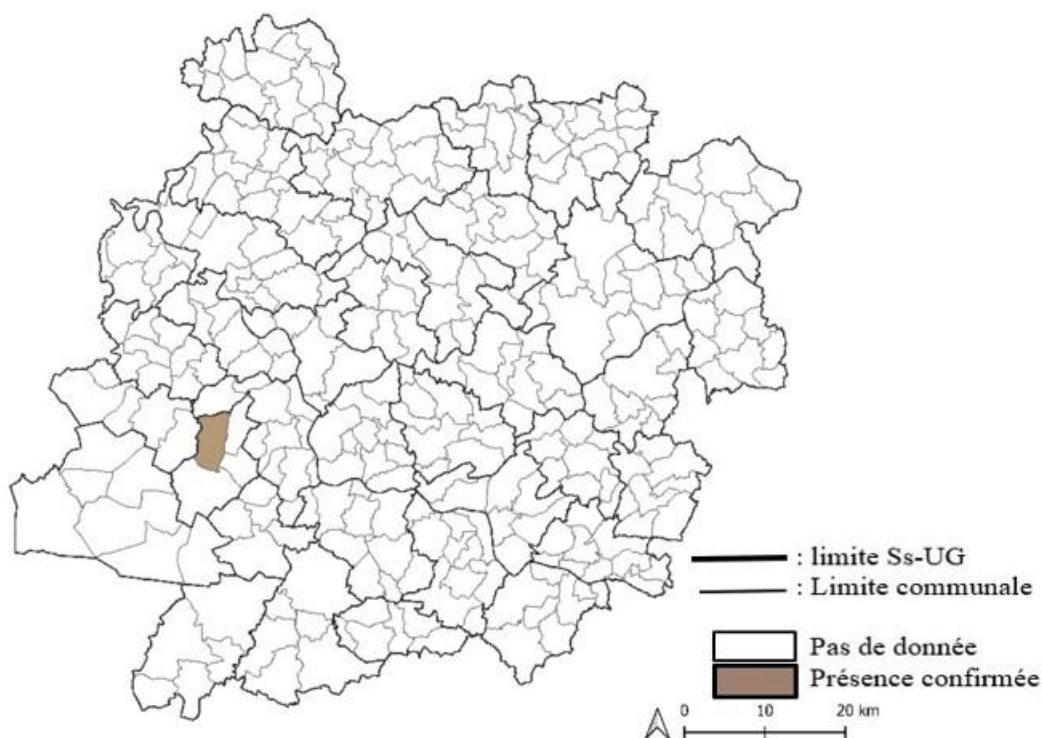 : limite Ss-UG
: Limite communale
Pas de donnée
Présence confirmée
0 10 20 km